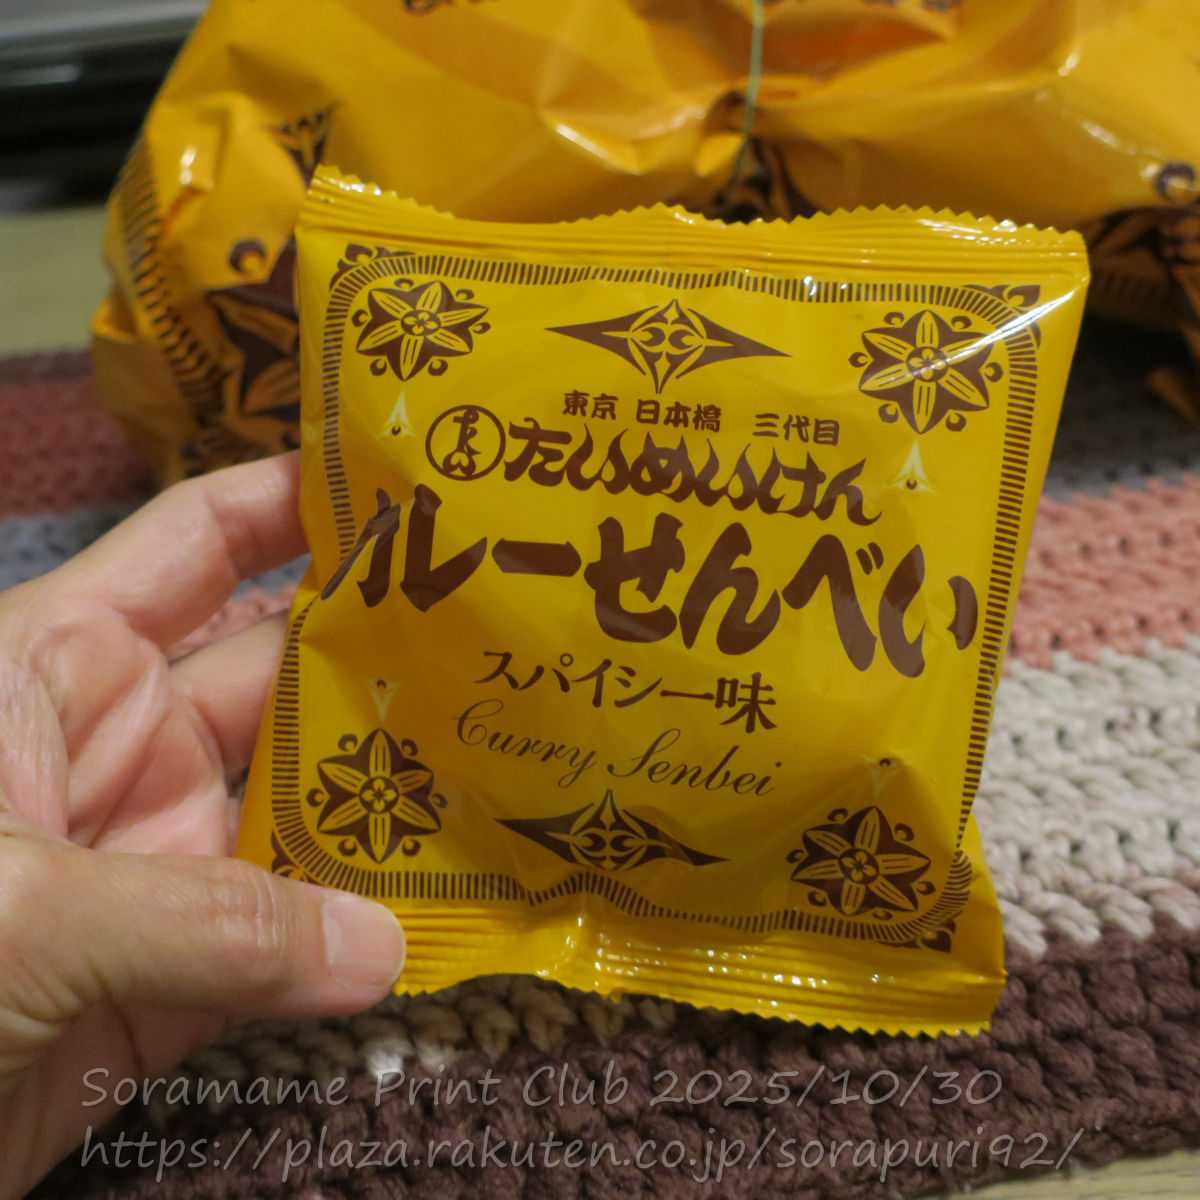 東京 日本橋 三代目
たいめいけん
カレーせんべい
スパイシー味
Curry Senbei
Soramame Print Club 2025/10/30
https://plaza.rakuten.co.jp/sorapuri92/